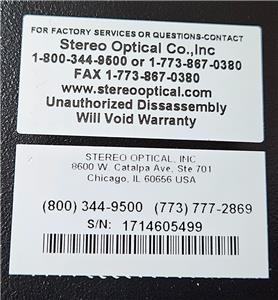 FOR FACTORY SERVICES OR QUESTIONS-CONTACT
Stereo Optical Co.,Inc
1-800-344-9500 or 1-773-867-0380
FAX 1-773-867-0380
www.stereooptical.com
Unauthorized Dissassembly
Will Void Warranty
STEREO OPTICAL, INC
8600 W. Catalpa Ave, Ste 701
Chicago, IL 60656 USA
(800) 344-9500 (773) 777-2869
S/N: 1714605499